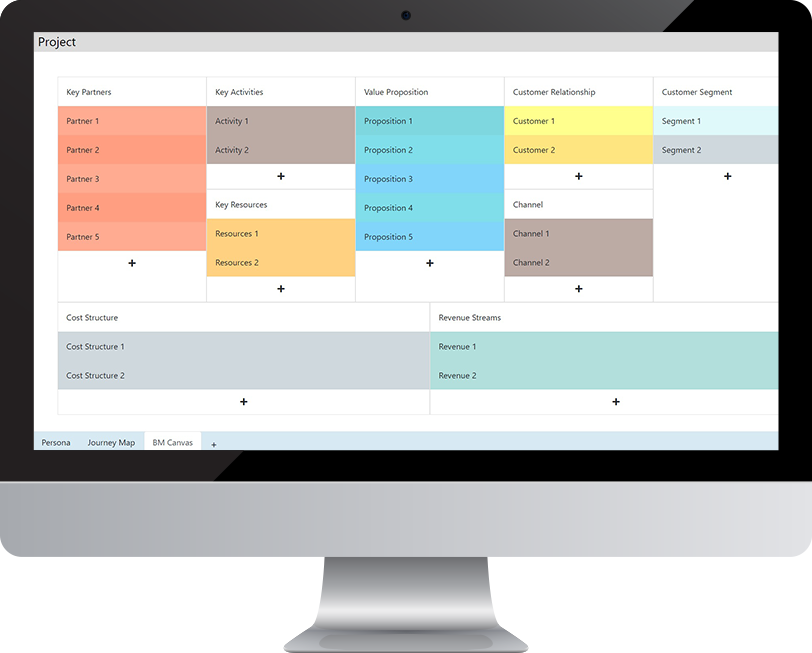 Project
Key Partners
Partner 1
Partner 2
Partner 3
Partner 4
Partner 5
+
Key Activities
Activity 1
Activity 2
+
Key Resources
Resources 1
Resources 2
+
Value Proposition
Proposition 1
Proposition 2
Proposition 3
Proposition 4
Proposition 5
+
Customer Relationship
Customer 1
Customer 2
+
Channel
Channel 1
Channel 2
+
Customer Segment
Segment 1
Segment 2
+
Cost Structure
Cost Structure 1
Cost Structure 2
+
Revenue Streams
Revenue 1
Revenue 2
+
Persona Journey Map BM Canvas +